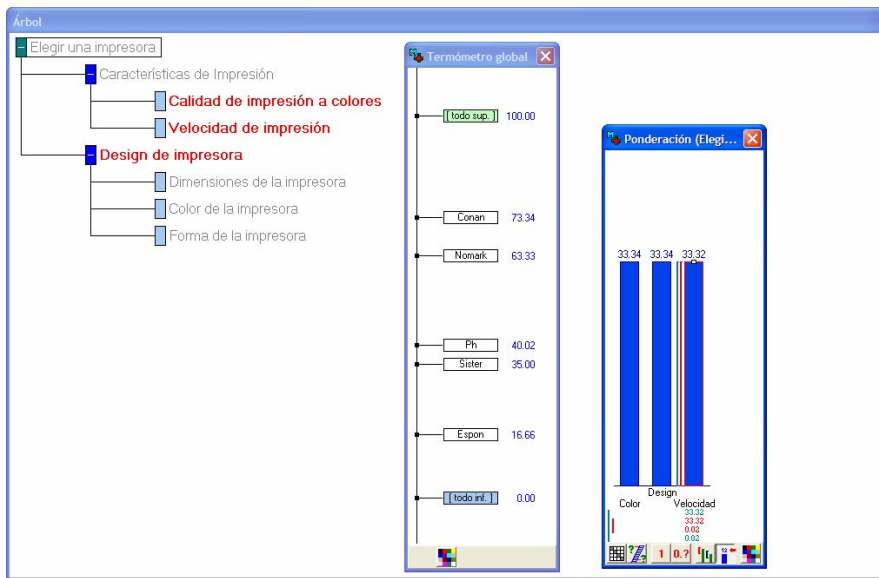 Árbol
Elegir una impresora
Características de Impresión
Calidad de impresión a colores
Velocidad de impresión
Design de impresora
Dimensiones de la impresora
Color de la impresora
Forma de la impresora
Termómetro global
[ todo sup. ] 100.00
Conan 73.34
Nomark 63.33
Ph 40.02
Sister 35.00
Espon 16.66
[ todo inf. ] 0.00
Ponderación (Elegi...
33.34 33.34 33.32
Design
Color Velocidad
33.32
33.32
0.02
0.02
1 0.? 12